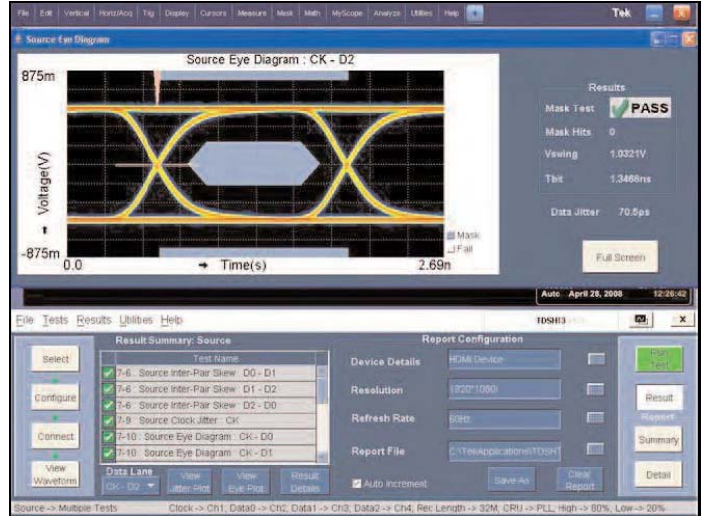 File Edit Vertical Horiz/Acq Trig Display Cursors Measure Mask Math MyScope Analyze Utilities Help Tek
Source Eye Diagram
Source Eye Diagram : CK - D2
875m
Voltage(V)
-875m
0.0
Time(s)
2.69n
Mask
Fail
Results
Mask Test PASS
Mask Hits 0
Vswing 1.0321V
Tbit 1.3468ns
Data Jitter 70.5ps
Full Screen
Auto April 28, 2008 12:26:42
File Tests Results Utilities Help
TDSHT3
Select
Configure
Connect
View Waveform
Result Summary: Source
Test Name
7-6 : Source Inter-Pair Skew : D0 - D1
7-6 : Source Inter-Pair Skew : D1 - D2
7-6 : Source Inter-Pair Skew : D2 - D0
7-9 : Source Clock Jitter : CK
7-10 : Source Eye Diagram : CK - D0
7-10 : Source Eye Diagram : CK - D1
Data Lane
CK - D2
View Jitter Plot
View Eye Plot
Result Details
Report Configuration
Device Details HDMI Device
Resolution 1920*1080i
Refresh Rate 60Hz
Report File C:\TekApplications\TDSHT
Auto Increment
Save As
Clear Report
Run Test
Result
Report
Summary
Detail
Source -> Multiple Tests
Clock -> Ch1, Data0 -> Ch2, Data1 -> Ch3, Data2 -> Ch4, Rec Length -> 32M, CRU -> PLL, High -> 80%, Low -> 20%